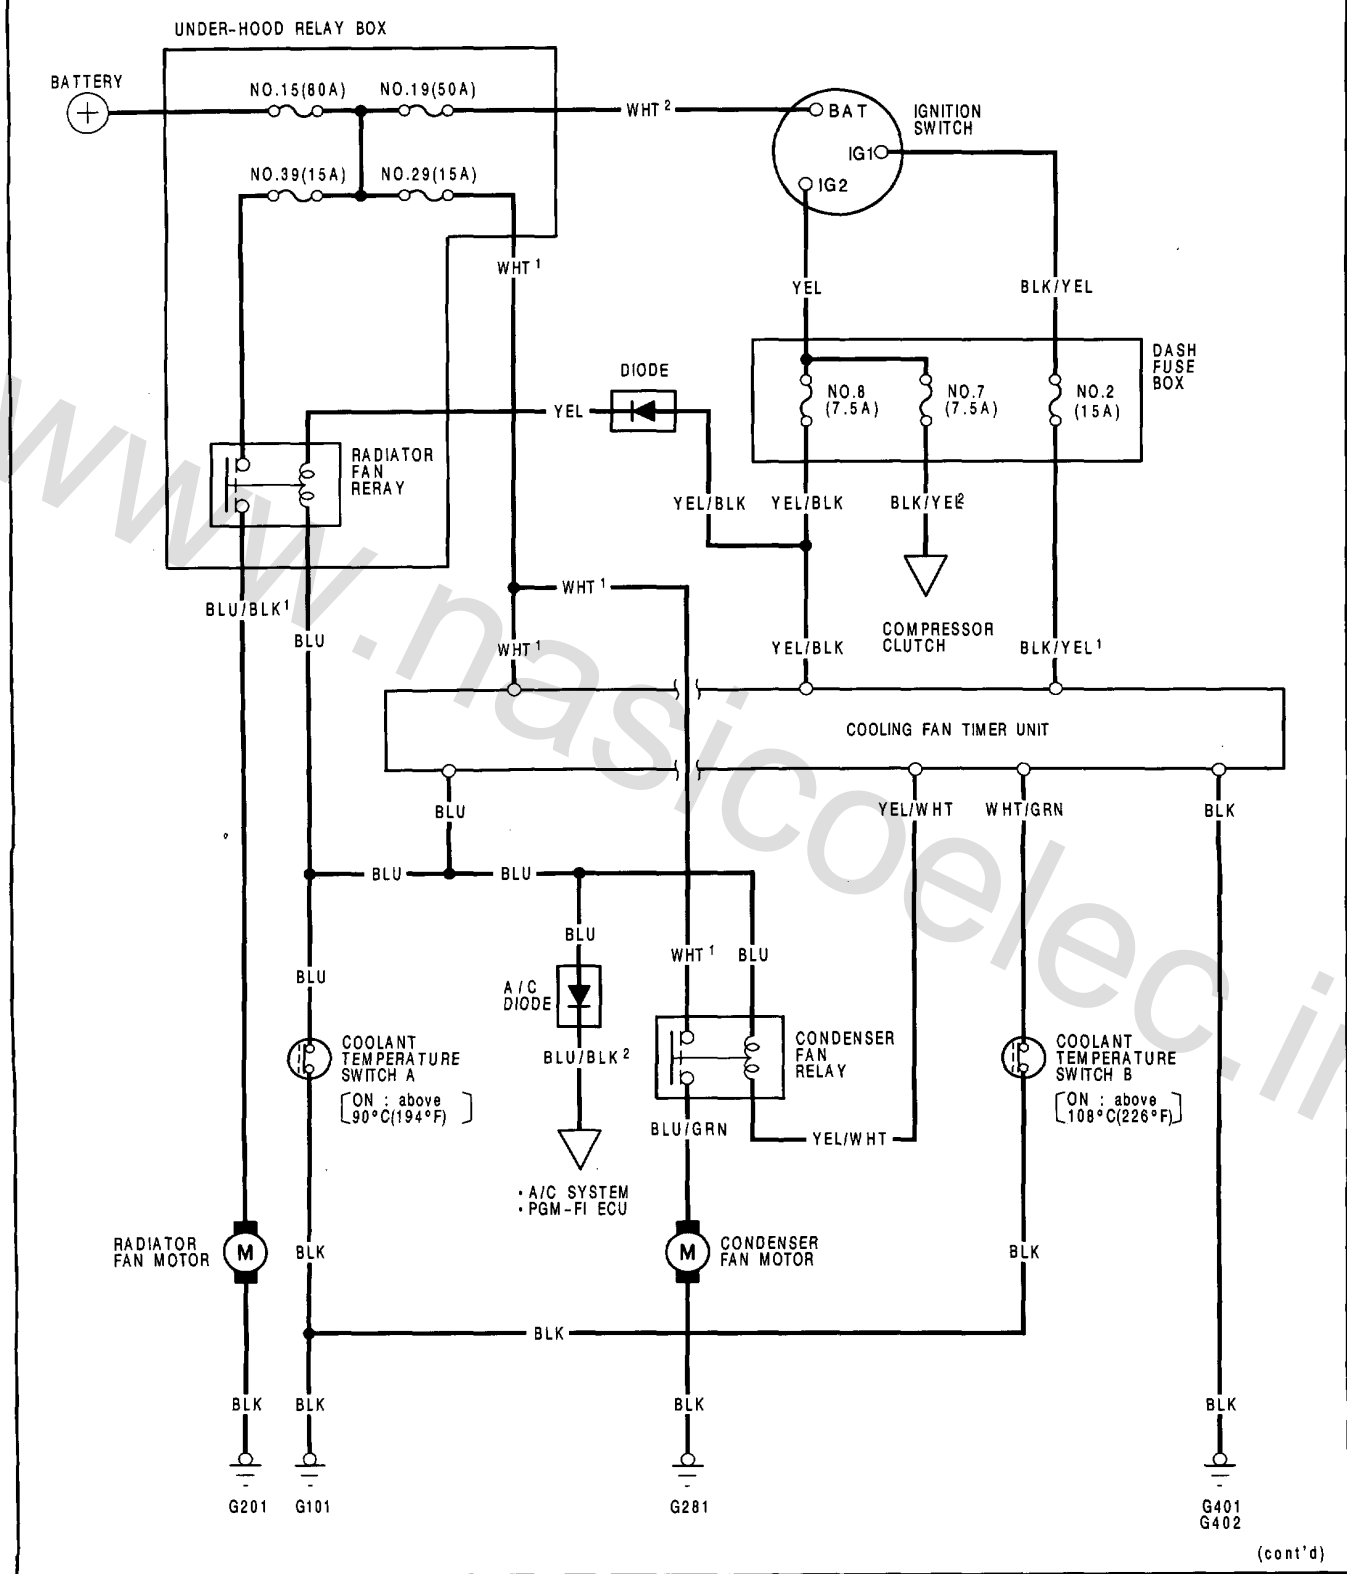 UNDER-HOOD RELAY BOX
BATTERY
NO.15(80A)
NO.19(50A)
WHT 2
BAT
IGNITION
SWITCH
IG1
IG2
NO.39(15A)
NO.29(15A)
WHT 1
YEL
BLK/YEL
DASH
FUSE
BOX
DIODE
NO.8
(7.5A)
NO.7
(7.5A)
NO.2
(15A)
YEL
RADIATOR
FAN
RERAY
YEL/BLK
YEL/BLK
BLK/YEL2
WHT 1
BLU/BLK1
BLU
WHT 1
COMPRESSOR
CLUTCH
YEL/BLK
BLK/YEL1
COOLING FAN TIMER UNIT
BLU
YEL/WHT
WHT/GRN
BLK
BLU
BLU
BLU
WHT 1
BLU
BLU
A/C
DIODE
COOLANT
TEMPERATURE
SWITCH A
[ON : above
90°C(194°F)]
BLU/BLK2
CONDENSER
FAN
RELAY
COOLANT
TEMPERATURE
SWITCH B
[ON : above
108°C(226°F)]
BLU/GRN
YEL/WHT
• A/C SYSTEM
• PGM-FI ECU
RADIATOR
FAN MOTOR
M
BLK
M
CONDENSER
FAN MOTOR
BLK
BLK
BLK
BLK
BLK
BLK
G201
G101
G281
G401
G402
(cont'd)
www.nasicoelec.ir